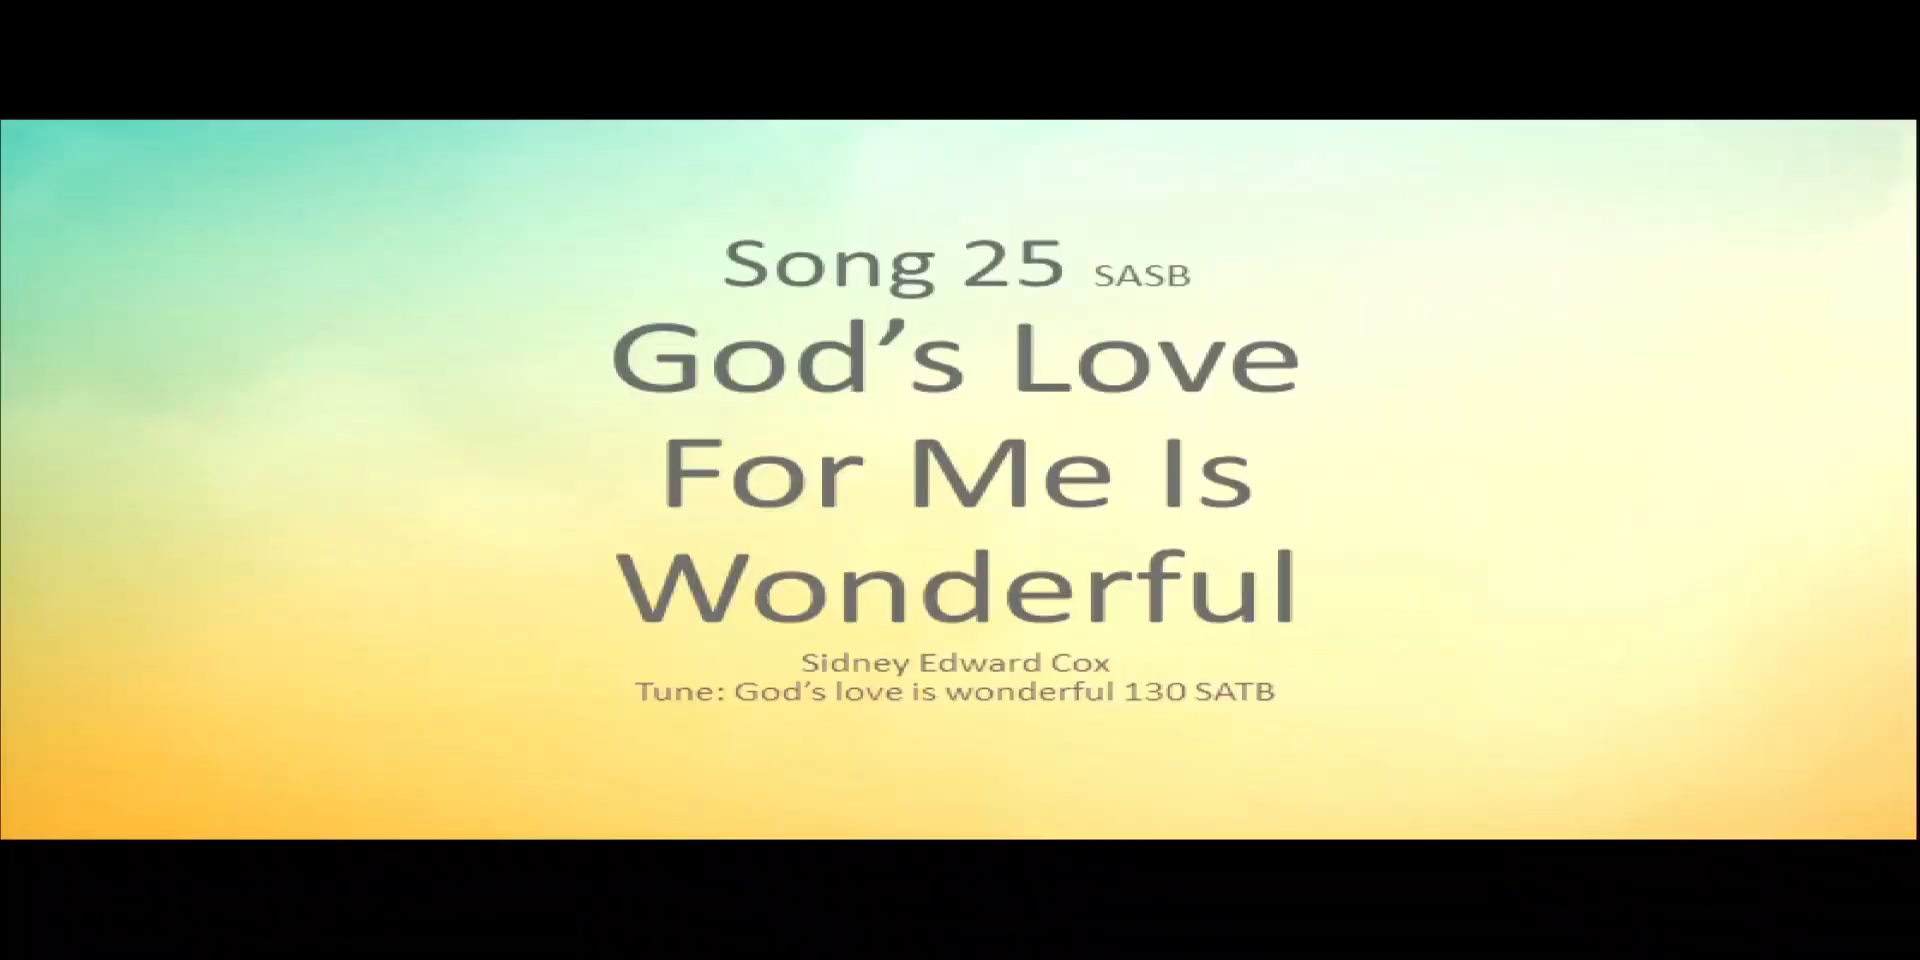 Song 25 SASB
God’s Love
For Me Is
Wonderful
Sidney Edward Cox
Tune: God’s love is wonderful 130 SATB